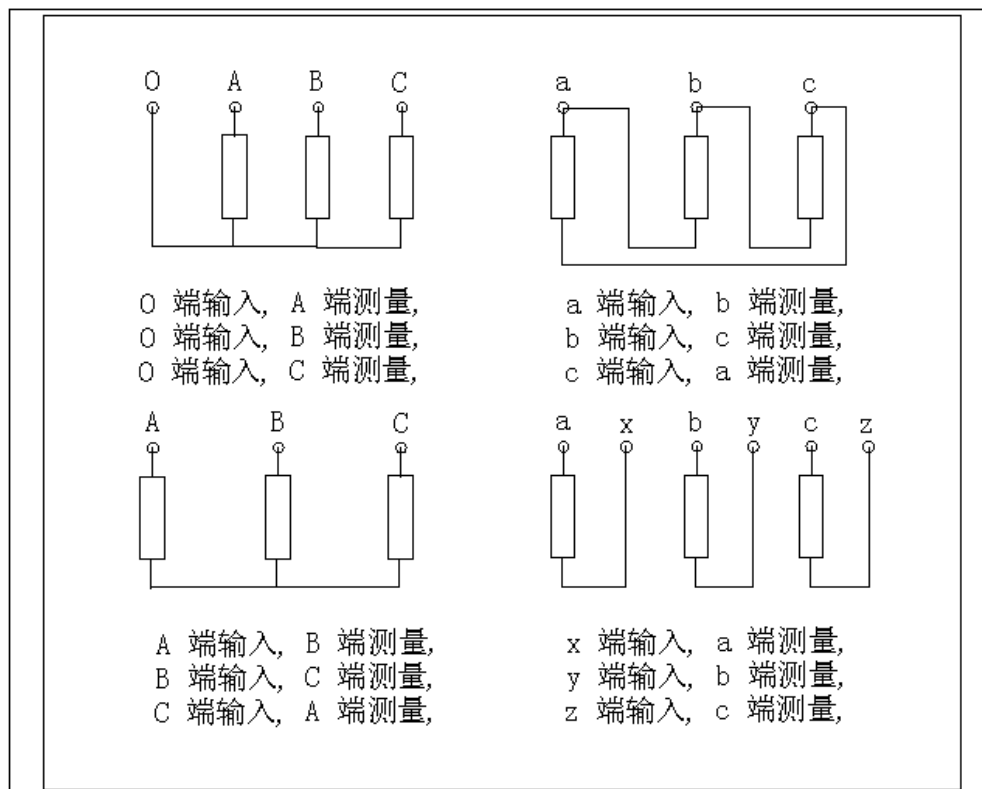 O A B C
a b c
O 端输入, A 端测量,
O 端输入, B 端测量,
O 端输入, C 端测量,
a 端输入, b 端测量,
b 端输入, c 端测量,
c 端输入, a 端测量,
A B C
a x b y c z
A 端输入, B 端测量,
B 端输入, C 端测量,
C 端输入, A 端测量,
x 端输入, a 端测量,
y 端输入, b 端测量,
z 端输入, c 端测量,